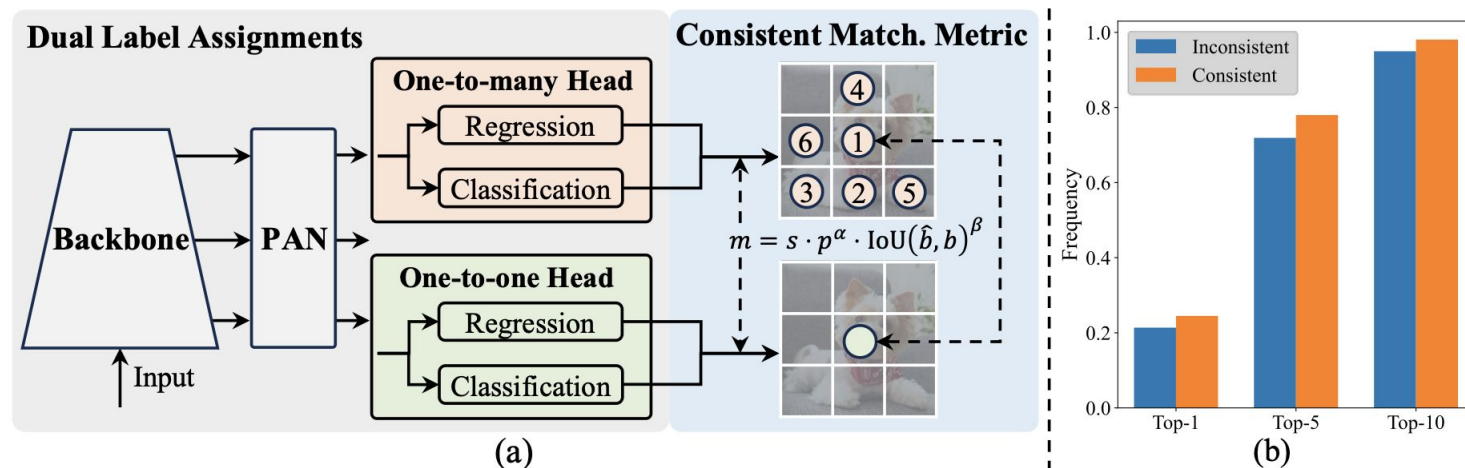 Dual Label Assignments
Consistent Match. Metric
One-to-many Head
Regression
Classification
Backbone
PAN
One-to-one Head
Regression
Classification
Input
4
6 1
3 2 5
m = s · p^α · IoU(b̂, b)^β
(a)
Inconsistent
Consistent
Frequency
1.0
0.8
0.6
0.4
0.2
0.0
Top-1 Top-5 Top-10
(b)